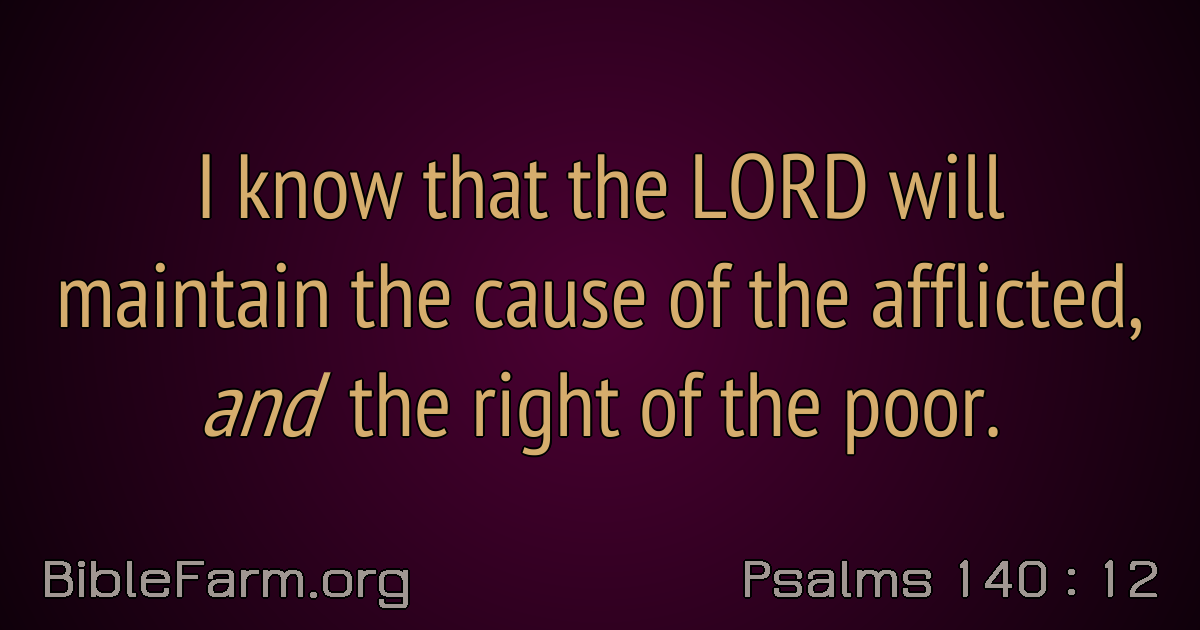 I know that the LORD will
maintain the cause of the afflicted,
and the right of the poor.
BibleFarm.org
Psalms 140 : 12